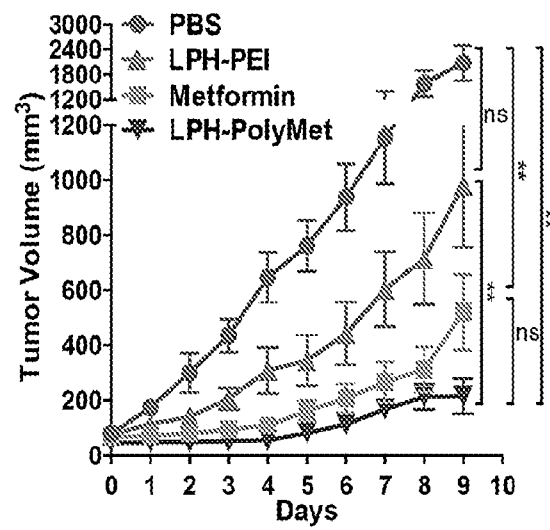 3000
2400
1800
1200
1200
1000
800
600
400
200
0
Tumor Volume (mm³)
PBS
LPH-PEI
Metformin
LPH-PolyMet
ns
**
**
ns
0 1 2 3 4 5 6 7 8 9 10
Days